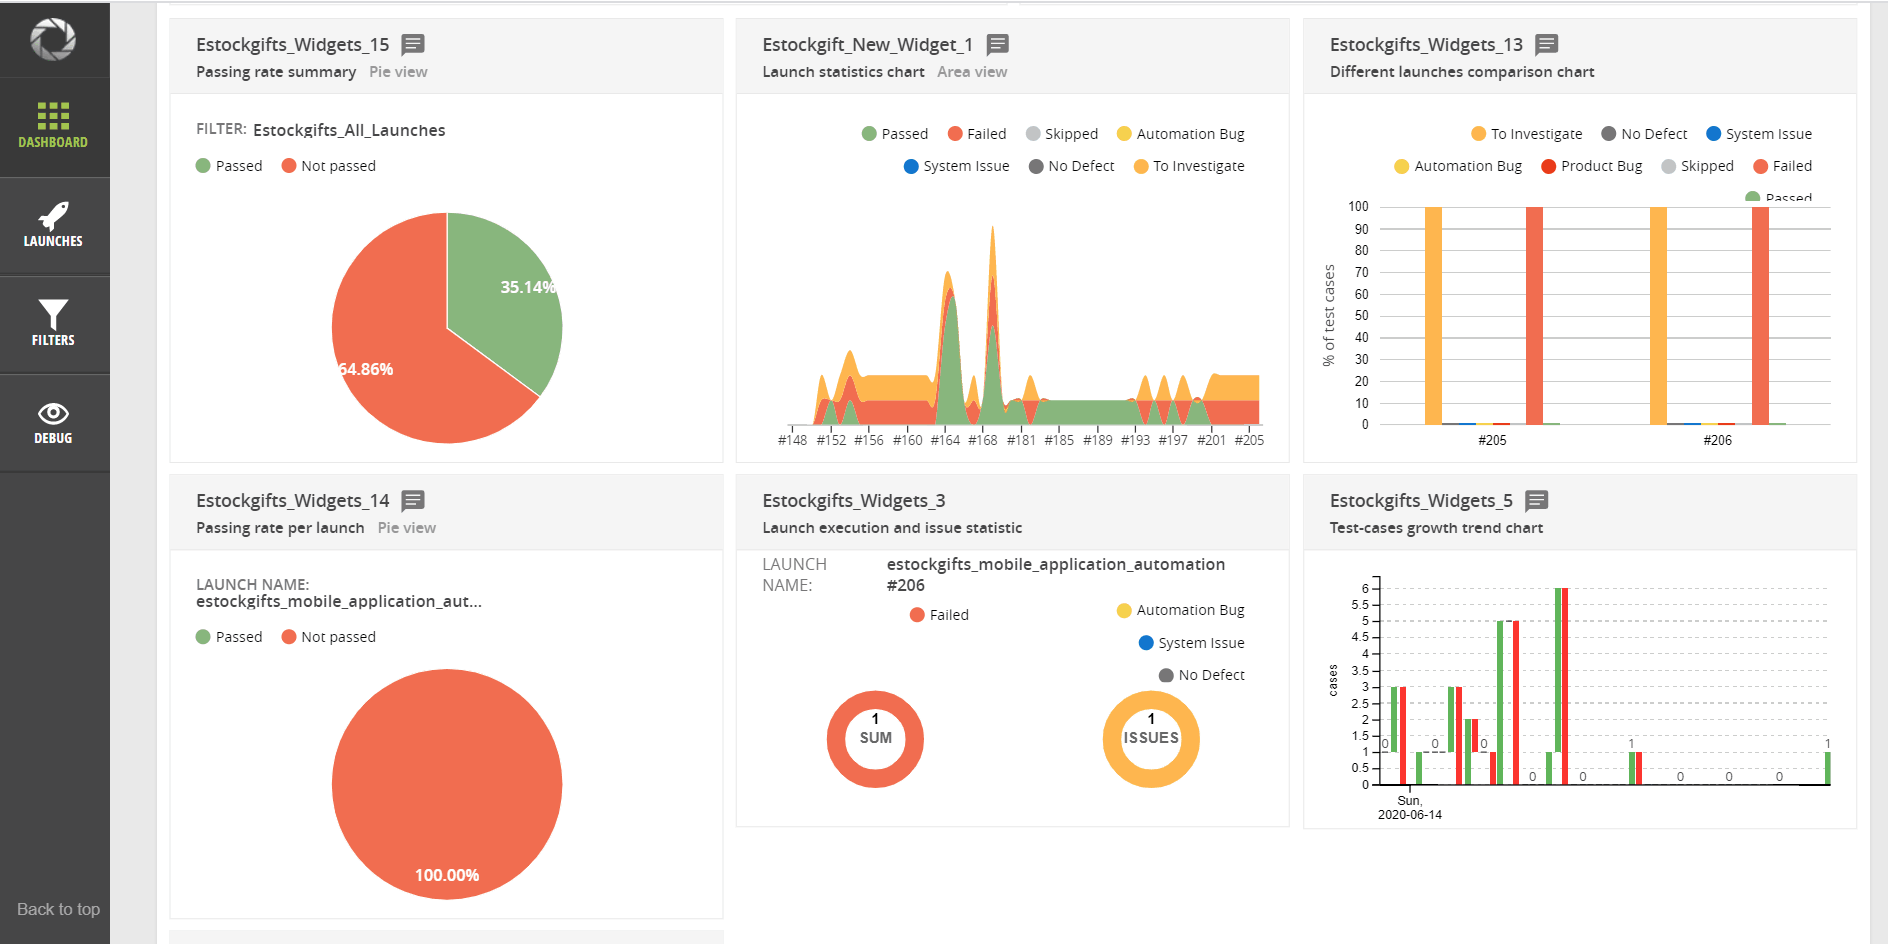 DASHBOARD
LAUNCHES
FILTERS
DEBUG
Back to top
Estockgifts_Widgets_15
Passing rate summary Pie view
FILTER: Estockgifts_All_Launches
Passed Not passed
35.14%
64.86%
Estockgift_New_Widget_1
Launch statistics chart Area view
Passed Failed Skipped Automation Bug
System Issue No Defect To Investigate
#148 #152 #156 #160 #164 #168 #181 #185 #189 #193 #197 #201 #205
Estockgifts_Widgets_13
Different launches comparison chart
To Investigate No Defect System Issue
Automation Bug Product Bug Skipped Failed
Passed
% of test cases
100
90
80
70
60
50
40
30
20
10
0
#205 #206
Estockgifts_Widgets_14
Passing rate per launch Pie view
LAUNCH NAME:
estockgifts_mobile_application_aut...
Passed Not passed
100.00%
Estockgifts_Widgets_3
Launch execution and issue statistic
LAUNCH NAME:
estockgifts_mobile_application_automation
#206
Failed
Automation Bug
System Issue
No Defect
1
SUM
1
ISSUES
Estockgifts_Widgets_5
Test-cases growth trend chart
cases
6
5.5
5
4.5
4
3.5
3
2.5
2
1.5
1
0.5
0
0 0 0 0 0 1 0 0 0 1
Sun,
2020-06-14